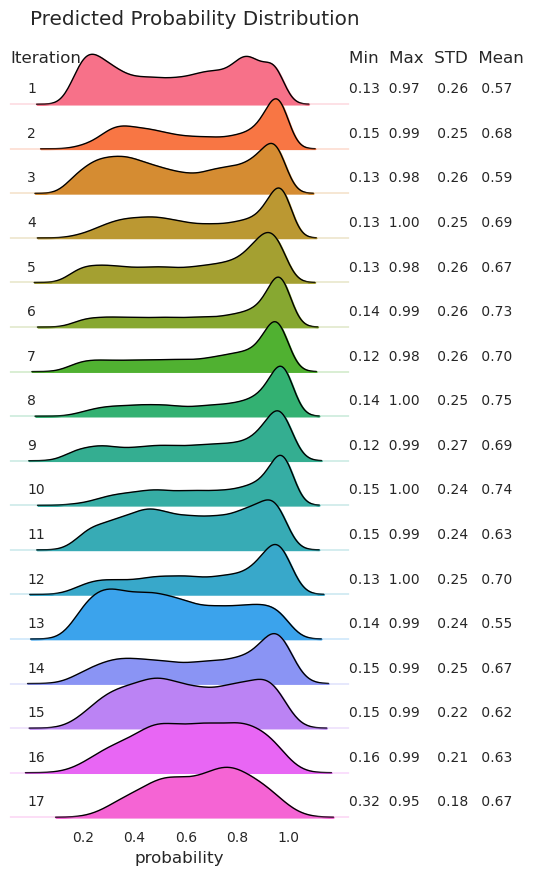 Predicted Probability Distribution
Iteration Min Max STD Mean
1 0.13 0.97 0.26 0.57
2 0.15 0.99 0.25 0.68
3 0.13 0.98 0.26 0.59
4 0.13 1.00 0.25 0.69
5 0.13 0.98 0.26 0.67
6 0.14 0.99 0.26 0.73
7 0.12 0.98 0.26 0.70
8 0.14 1.00 0.25 0.75
9 0.12 0.99 0.27 0.69
10 0.15 1.00 0.24 0.74
11 0.15 0.99 0.24 0.63
12 0.13 1.00 0.25 0.70
13 0.14 0.99 0.24 0.55
14 0.15 0.99 0.25 0.67
15 0.15 0.99 0.22 0.62
16 0.16 0.99 0.21 0.63
17 0.32 0.95 0.18 0.67
0.2 0.4 0.6 0.8 1.0
probability